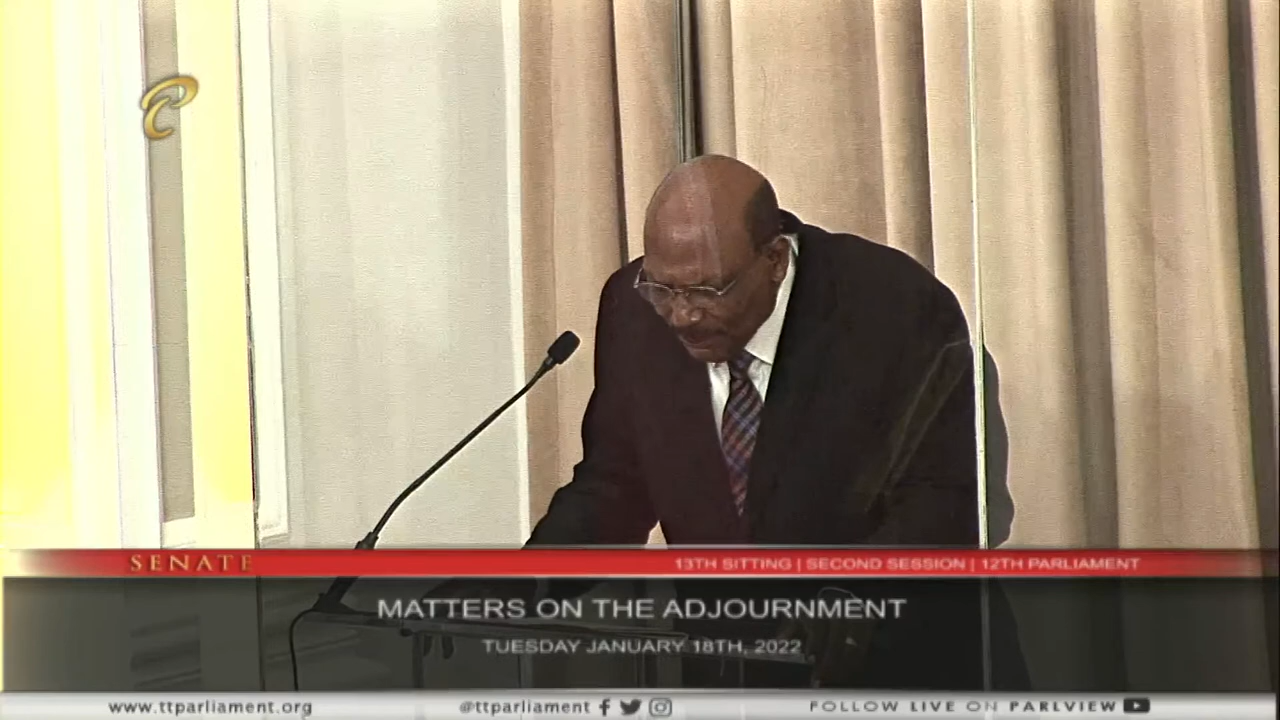 SENATE
13TH SITTING | SECOND SESSION | 12TH PARLIAMENT
MATTERS ON THE ADJOURNMENT
TUESDAY JANUARY 18TH, 2022
www.ttparliament.org @ttparliament FOLLOW LIVE ON PARLVIEW